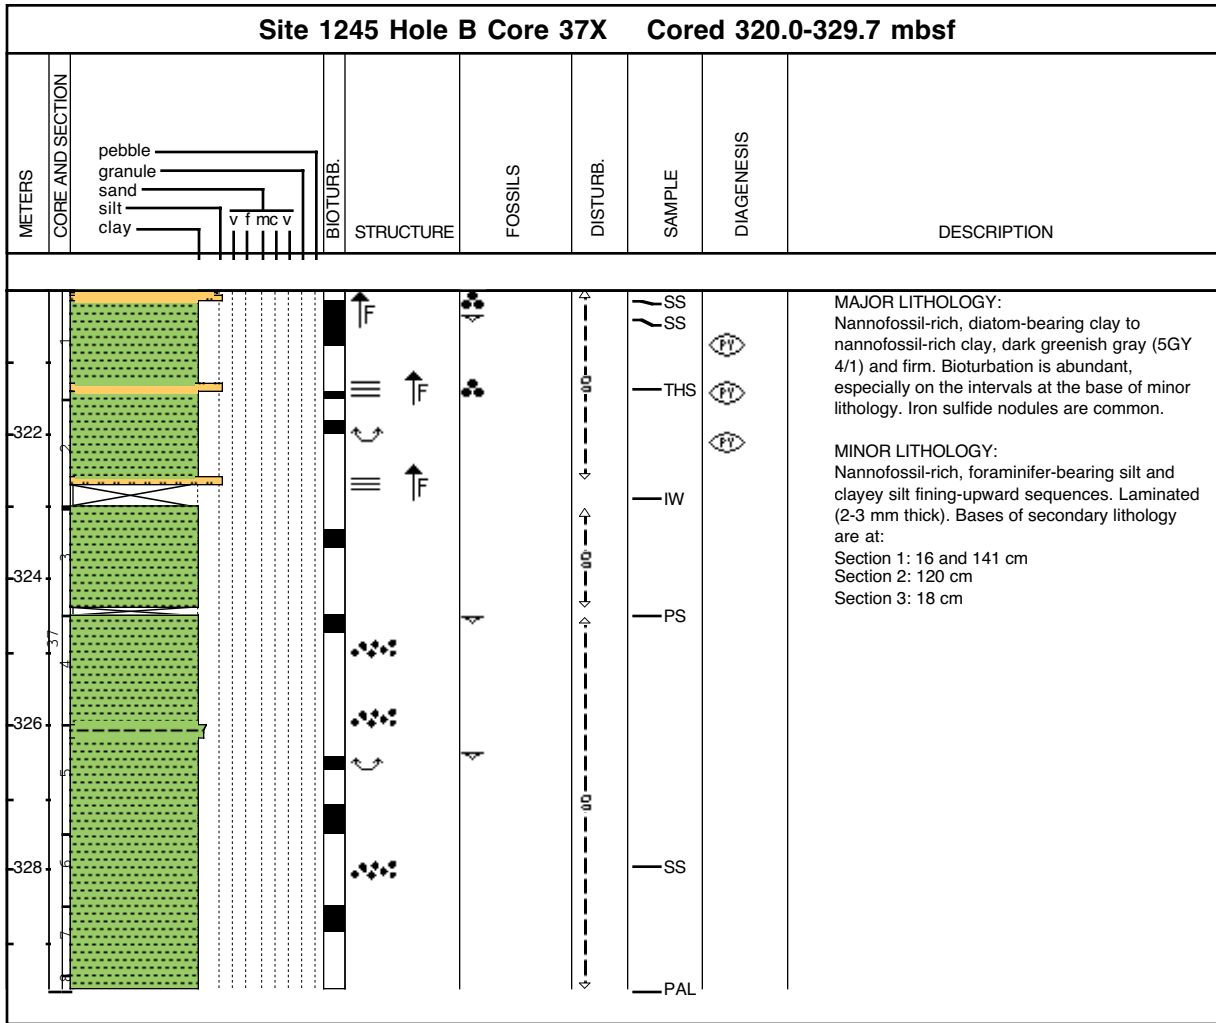 Site 1245 Hole B Core 37X Cored 320.0-329.7 mbsf
METERS
CORE AND SECTION
pebble
granule
sand
silt
clay
v f mc v
BIOTURB.
STRUCTURE
FOSSILS
DISTURB.
SAMPLE
DIAGENESIS
DESCRIPTION
322
324
326
328
37
1
2
3
4
5
6
7
8
F
F
F
SS
SS
THS
IW
PS
SS
PAL
PY
PY
PY
MAJOR LITHOLOGY:
Nannofossil-rich, diatom-bearing clay to
nannofossil-rich clay, dark greenish gray (5GY
4/1) and firm. Bioturbation is abundant,
especially on the intervals at the base of minor
lithology. Iron sulfide nodules are common.
MINOR LITHOLOGY:
Nannofossil-rich, foraminifer-bearing silt and
clayey silt fining-upward sequences. Laminated
(2-3 mm thick). Bases of secondary lithology
are at:
Section 1: 16 and 141 cm
Section 2: 120 cm
Section 3: 18 cm